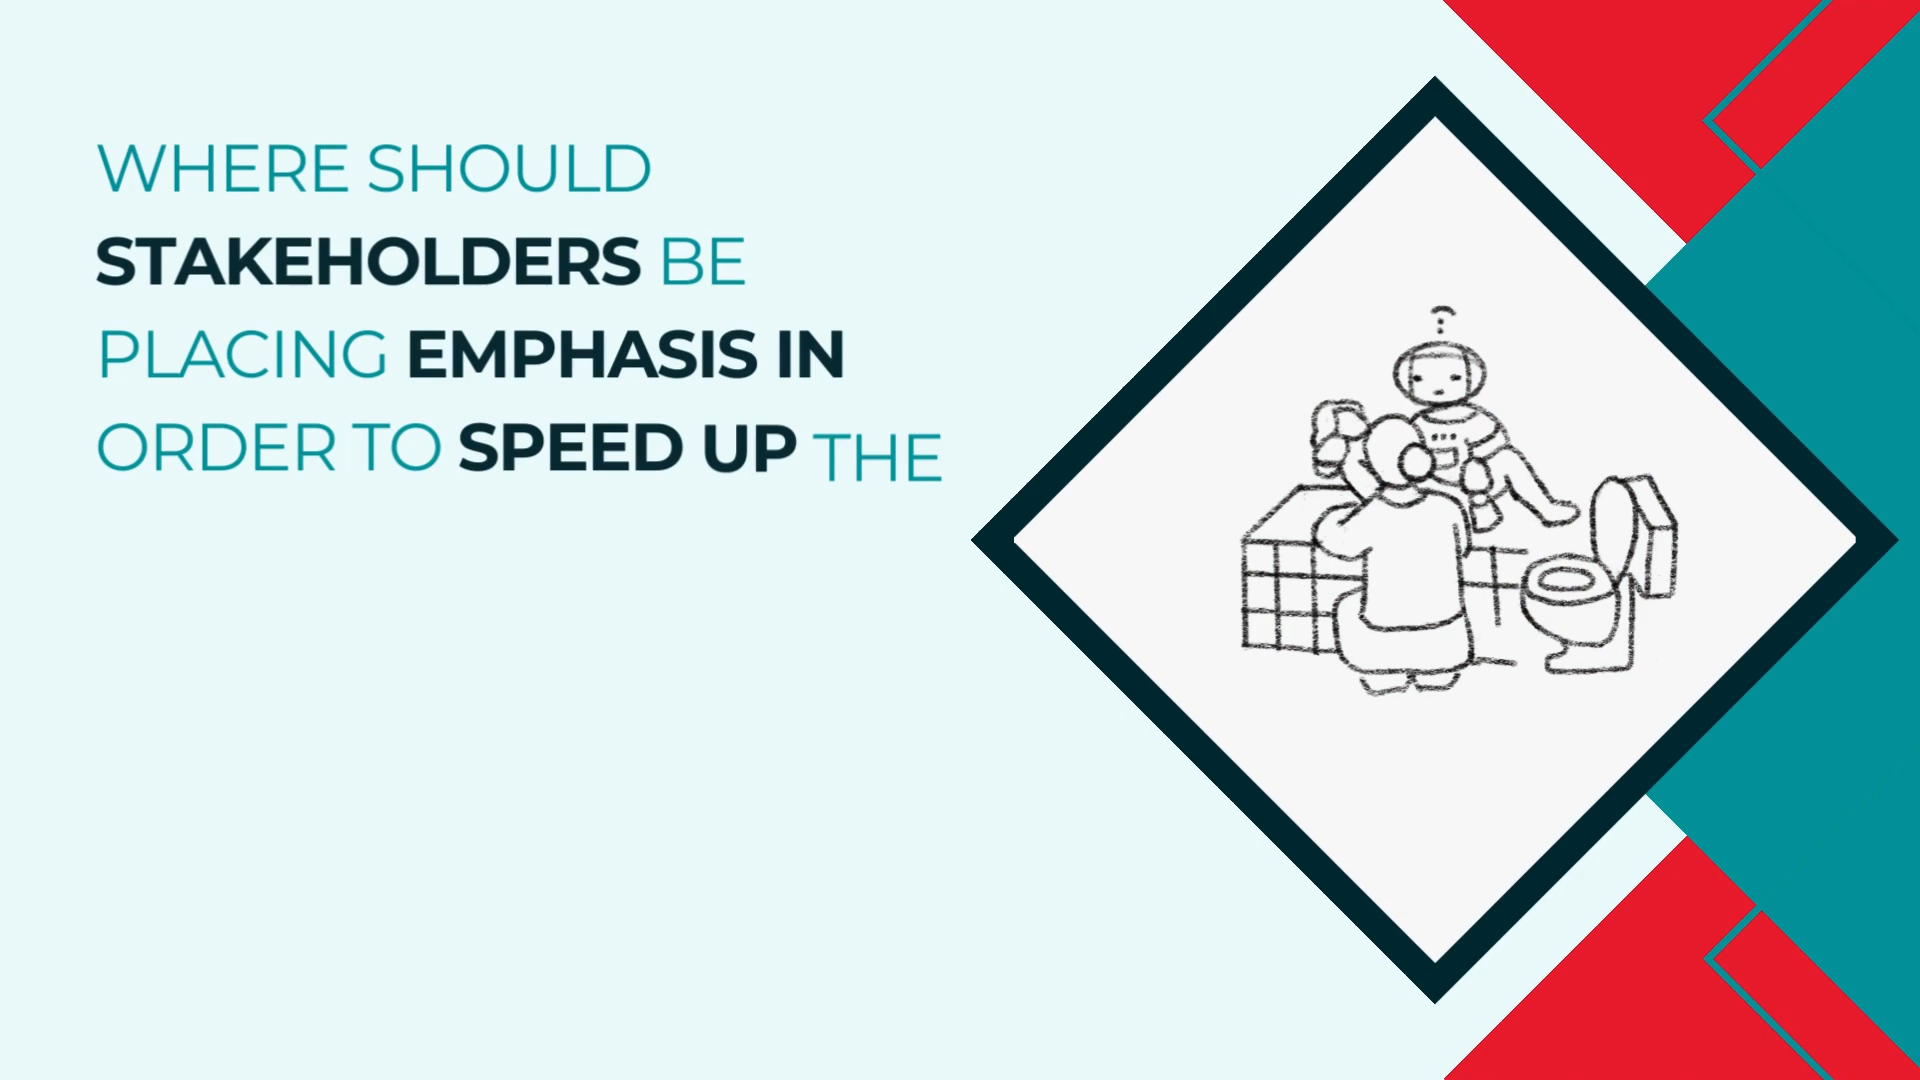 WHERE SHOULD
STAKEHOLDERS BE
PLACING EMPHASIS IN
ORDER TO SPEED UP THE